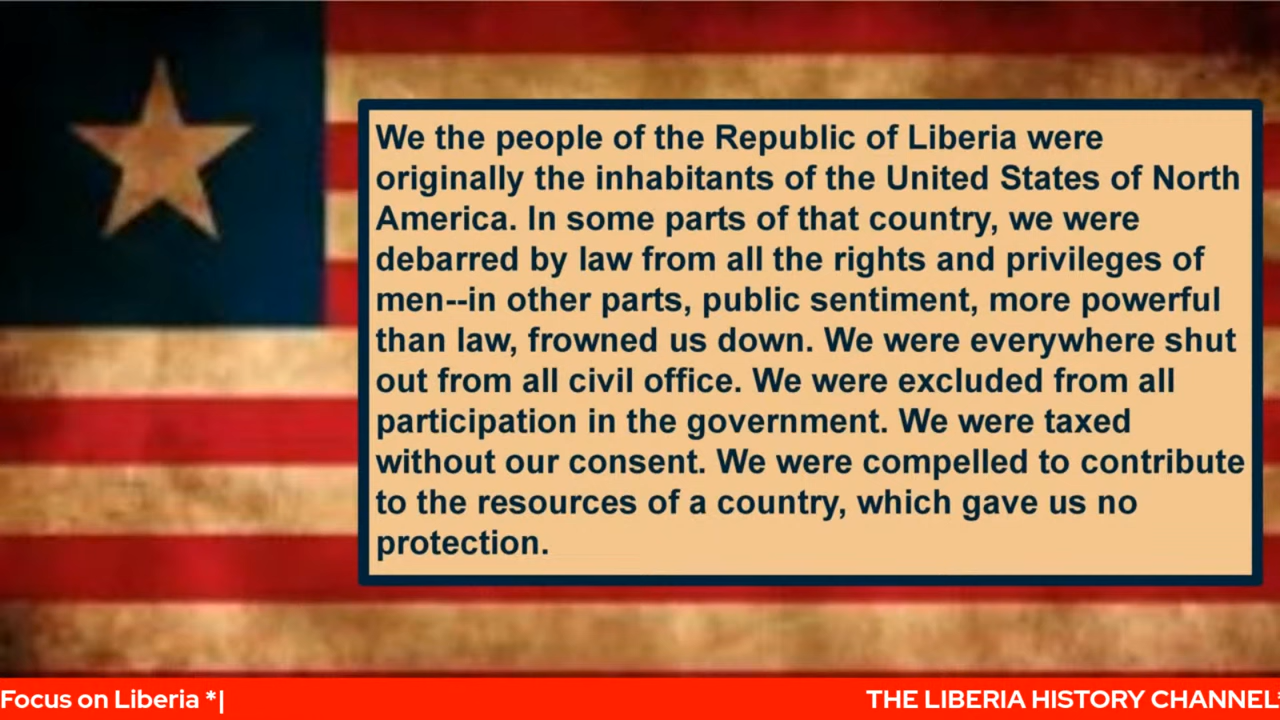 We the people of the Republic of Liberia were
originally the inhabitants of the United States of North
America. In some parts of that country, we were
debarred by law from all the rights and privileges of
men--in other parts, public sentiment, more powerful
than law, frowned us down. We were everywhere shut
out from all civil office. We were excluded from all
participation in the government. We were taxed
without our consent. We were compelled to contribute
to the resources of a country, which gave us no
protection.
Focus on Liberia *|
THE LIBERIA HISTORY CHANNEL*